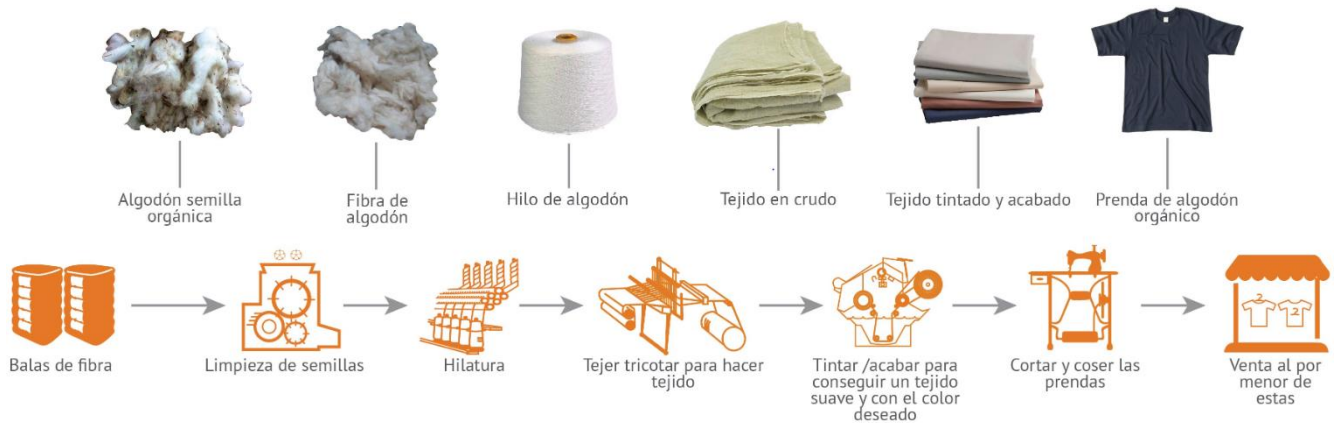 Algodón semilla
orgánica
Fibra de
algodón
Hilo de algodón
Tejido en crudo
Tejido tintado y acabado
Prenda de algodón
orgánico
Balas de fibra
Limpieza de semillas
Hilatura
Tejer tricotar para hacer
tejido
Tintar /acabar para
conseguir un tejido
suave y con el color
deseado
Cortar y coser las
prendas
Venta al por
menor de
estas
2
2